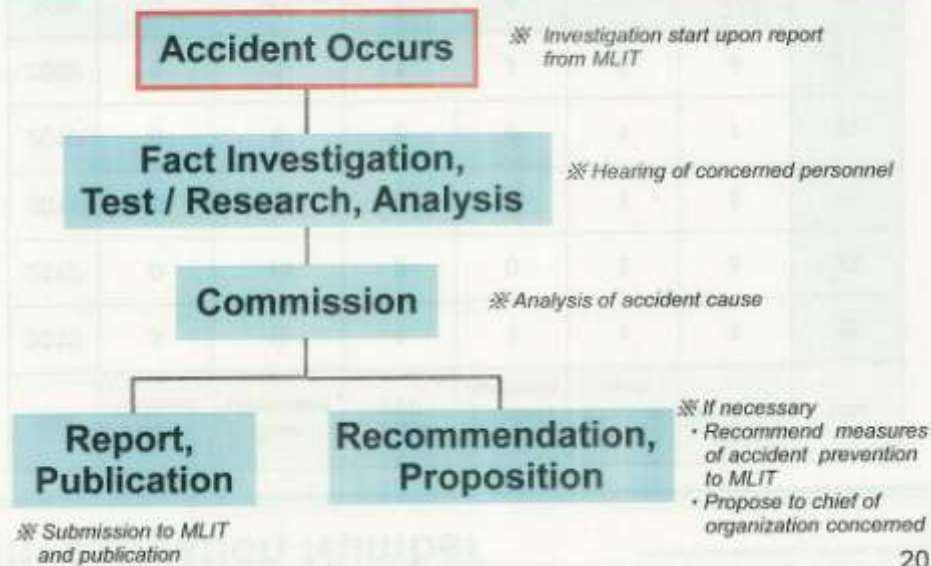 Accident Occurs
※ Investigation start upon report
from MLIT
Fact Investigation,
Test / Research, Analysis
※ Hearing of concerned personnel
Commission
※ Analysis of accident cause
Report,
Publication
※ Submission to MLIT
and publication
Recommendation,
Proposition
※ If necessary
・Recommend measures
of accident prevention
to MLIT
・Propose to chief of
organization concerned
20